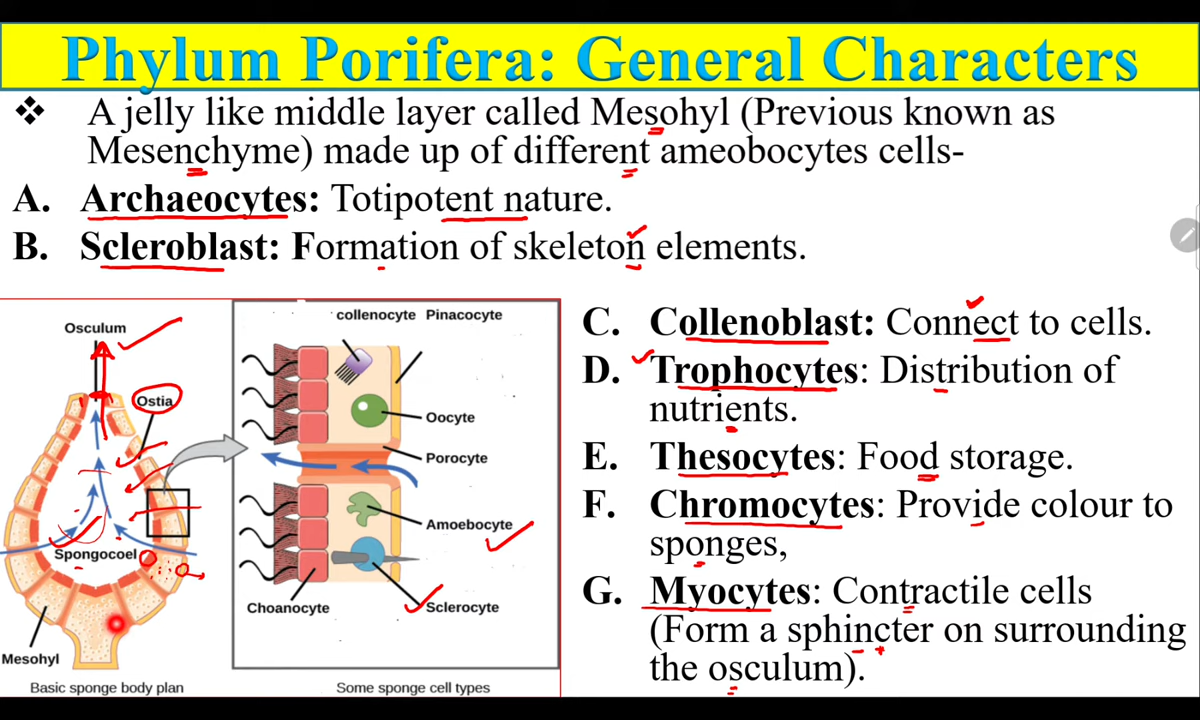 Phylum Porifera: General Characters
❖ A jelly like middle layer called Mesohyl (Previous known as
Mesenchyme) made up of different ameobocytes cells-
A. Archaeocytes: Totipotent nature.
B. Scleroblast: Formation of skeleton elements.
Osculum
Ostia
Spongocoel
Mesohyl
Basic sponge body plan
collenocyte Pinacocyte
Oocyte
Porocyte
Amoebocyte
Choanocyte
Sclerocyte
Some sponge cell types
C. Collenoblast: Connect to cells.
D. Trophocytes: Distribution of
nutrients.
E. Thesocytes: Food storage.
F. Chromocytes: Provide colour to
sponges,
G. Myocytes: Contractile cells
(Form a sphincter on surrounding
the osculum).